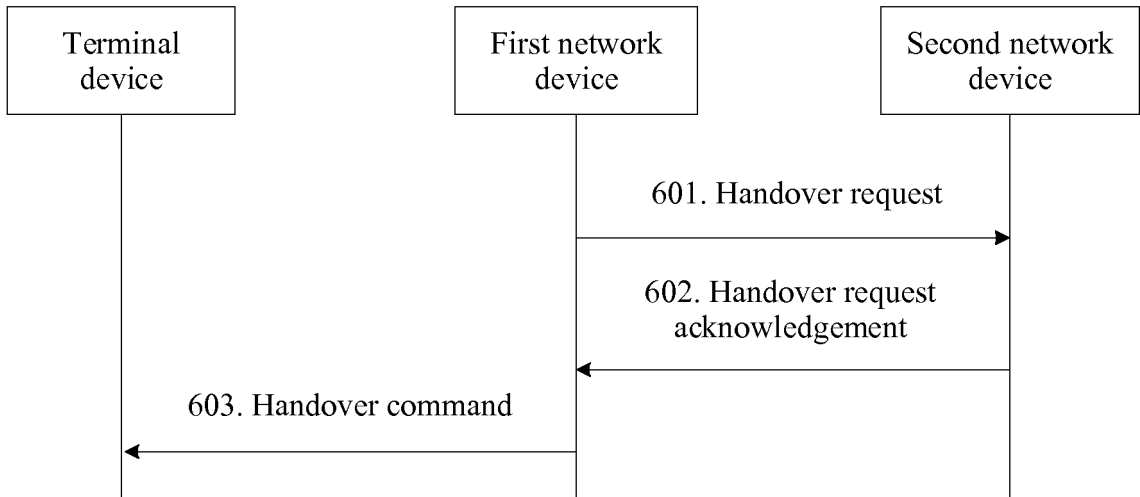 Terminal
device
First network
device
Second network
device
601. Handover request
602. Handover request
acknowledgement
603. Handover command